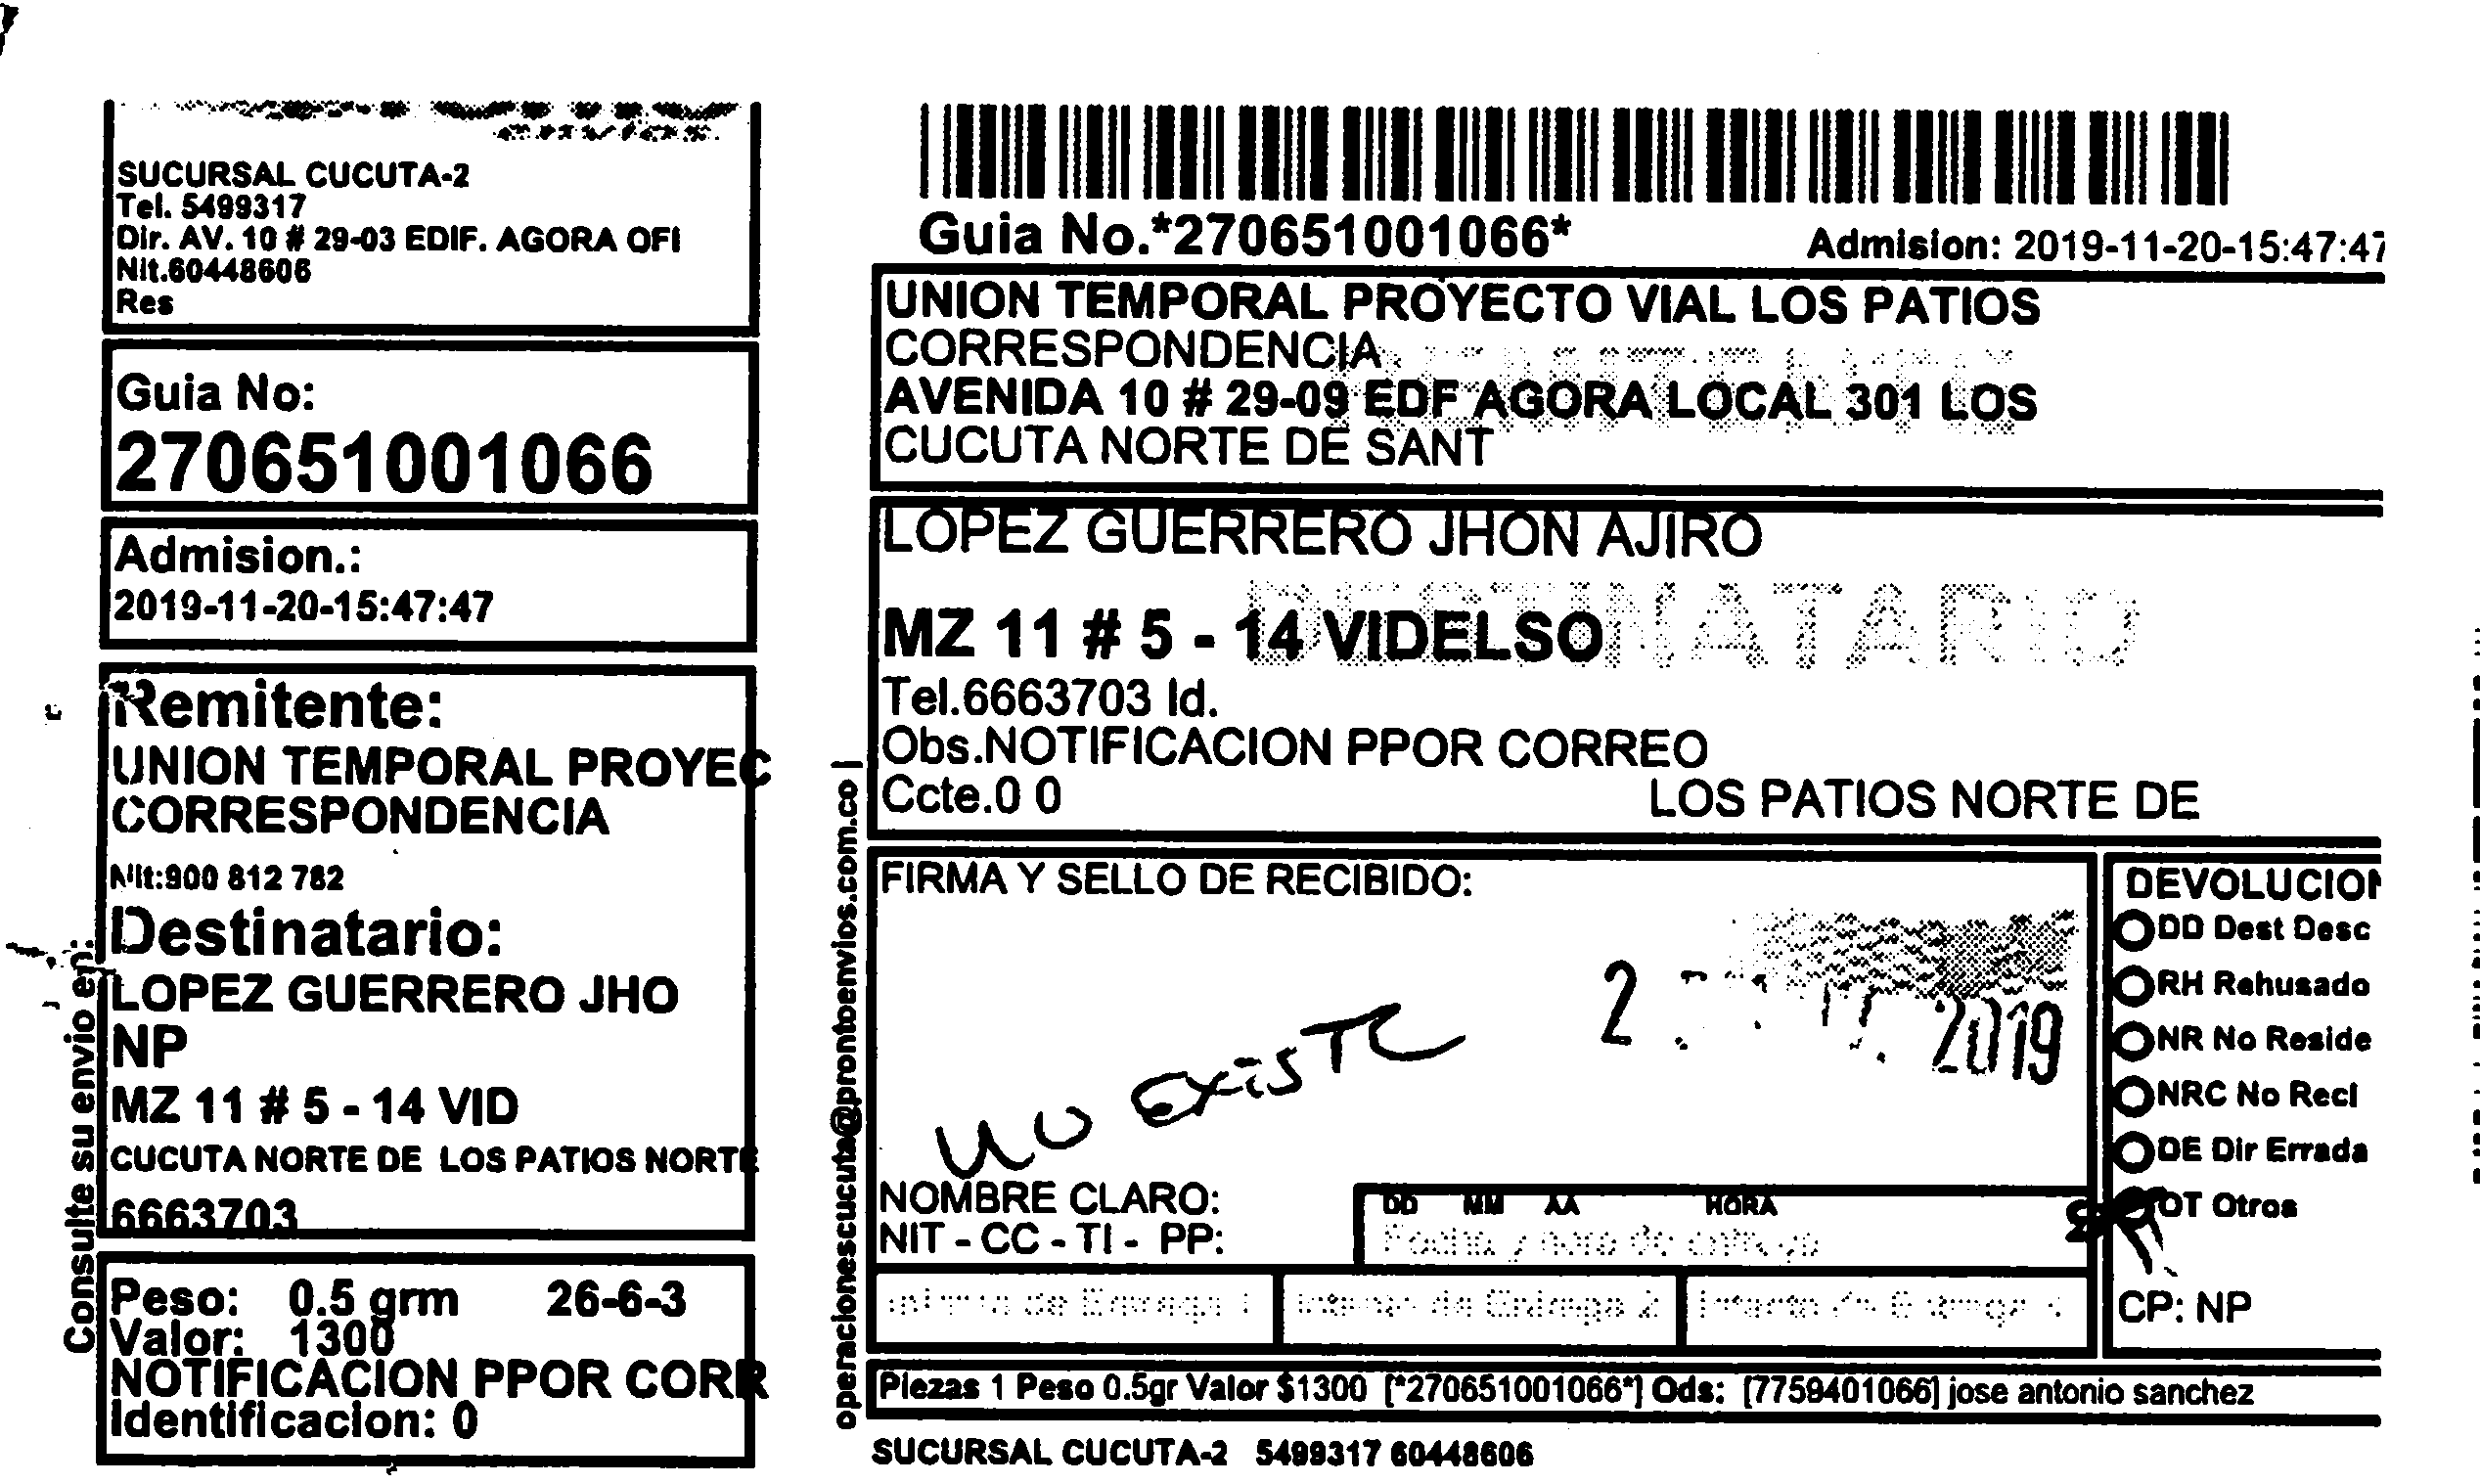 SUCURSAL CUCUTA-2
Tel. 5499317
Dir. AV. 10 # 29-03 EDIF. AGORA OFI
Nit.60448606
Res
Guia No:
270651001066
Admision.:
2019-11-20-15:47:47
Remitente:
UNION TEMPORAL PROYEC
CORRESPONDENCIA
Nit:900 812 782
Destinatario:
LOPEZ GUERRERO JHO
NP
MZ 11 # 5 - 14 VID
CUCUTA NORTE DE LOS PATIOS NORTE
6663703
Peso: 0.5 grm 26-6-3
Valor: 1300
NOTIFICACION PPOR CORR
Identificacion: 0
Consulte su envio en:
operacionescucuta@prontoenvios.com.co |
Guia No.*270651001066*
Admision: 2019-11-20-15:47:47
UNION TEMPORAL PROYECTO VIAL LOS PATIOS
CORRESPONDENCIA
AVENIDA 10 # 29-09 EDF AGORA LOCAL 301 LOS
CUCUTA NORTE DE SANT
LOPEZ GUERRERO JHON AJIRO
DESTINATARIO
MZ 11 # 5 - 14 VIDELSO
Tel.6663703 Id.
Obs.NOTIFICACION PPOR CORREO
Ccte.0 0
LOS PATIOS NORTE DE
FIRMA Y SELLO DE RECIBIDO:
2019
NO EXISTE
NOMBRE CLARO:
NIT - CC - TI - PP:
DD MM AA HORA
DEVOLUCION
DD Dest Desc
RH Rehusado
NR No Reside
NRC No Recl
DE Dir Errada
OT Otros
CP: NP
Piezas 1 Peso 0.5gr Valor $1300 [*270651001066*] Ods: [7759401066] jose antonio sanchez
SUCURSAL CUCUTA-2 5499317 60448606